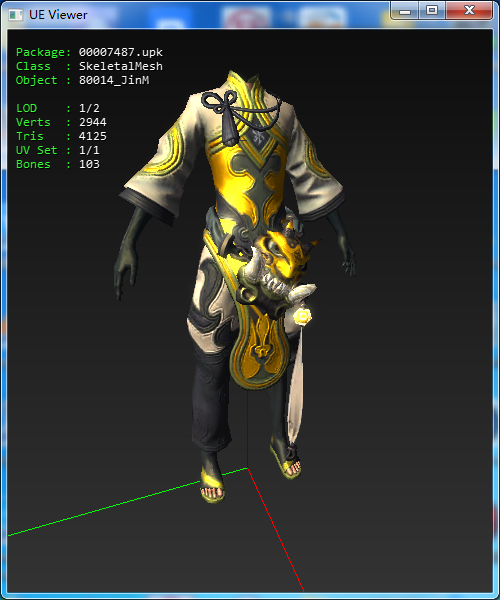 UE Viewer
Package: 00007487.upk
Class : SkeletalMesh
Object : 80014_JinM
LOD : 1/2
Verts : 2944
Tris : 4125
UV Set : 1/1
Bones : 103